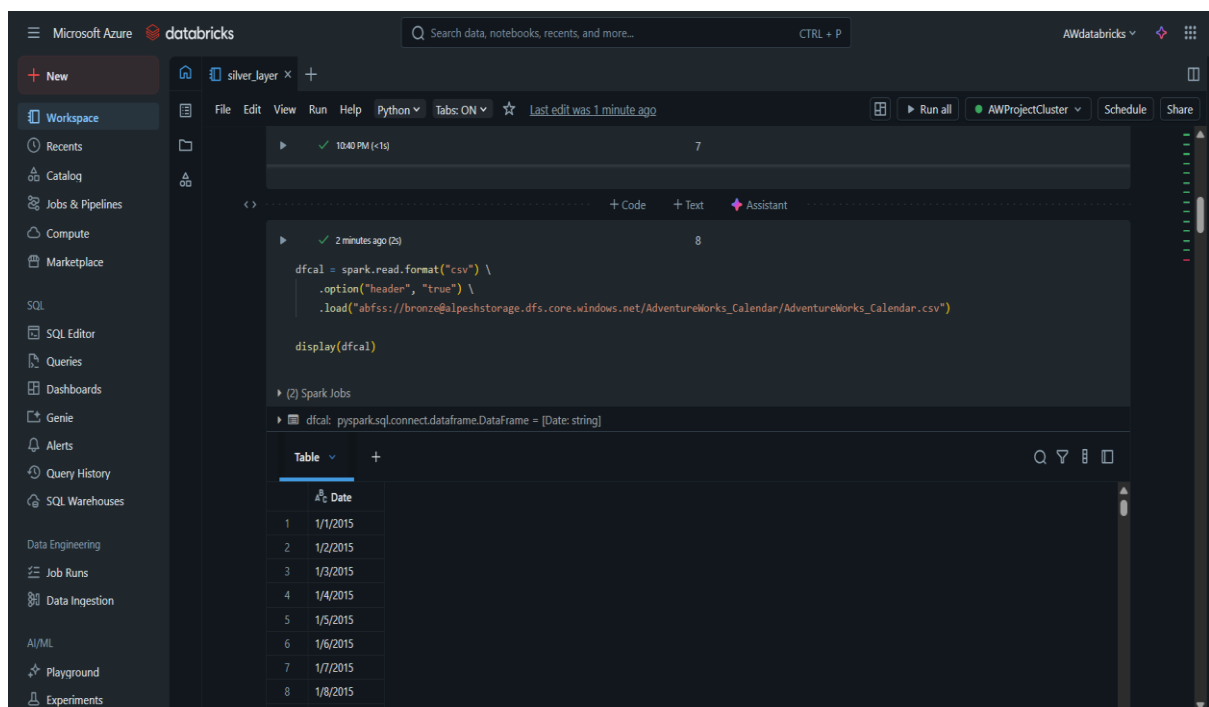 Microsoft Azure databricks
Search data, notebooks, recents, and more... CTRL + P
AWdatabricks
New
silver_layer
File Edit View Run Help Python Tabs: ON Last edit was 1 minute ago
Run all AWProjectCluster Schedule Share
Workspace
Recents
Catalog
Jobs & Pipelines
Compute
Marketplace
SQL
SQL Editor
Queries
Dashboards
Genie
Alerts
Query History
SQL Warehouses
Data Engineering
Job Runs
Data Ingestion
AI/ML
Playground
Experiments
10:40 PM (<1s) 7
+ Code + Text Assistant
2 minutes ago (2s) 8
dfcal = spark.read.format("csv") \
.option("header", "true") \
.load("abfss://bronze@alpeshstorage.dfs.core.windows.net/AdventureWorks_Calendar/AdventureWorks_Calendar.csv")
display(dfcal)
(2) Spark Jobs
dfcal: pyspark.sql.connect.dataframe.DataFrame = [Date: string]
Table +
ABC Date
1 1/1/2015
2 1/2/2015
3 1/3/2015
4 1/4/2015
5 1/5/2015
6 1/6/2015
7 1/7/2015
8 1/8/2015